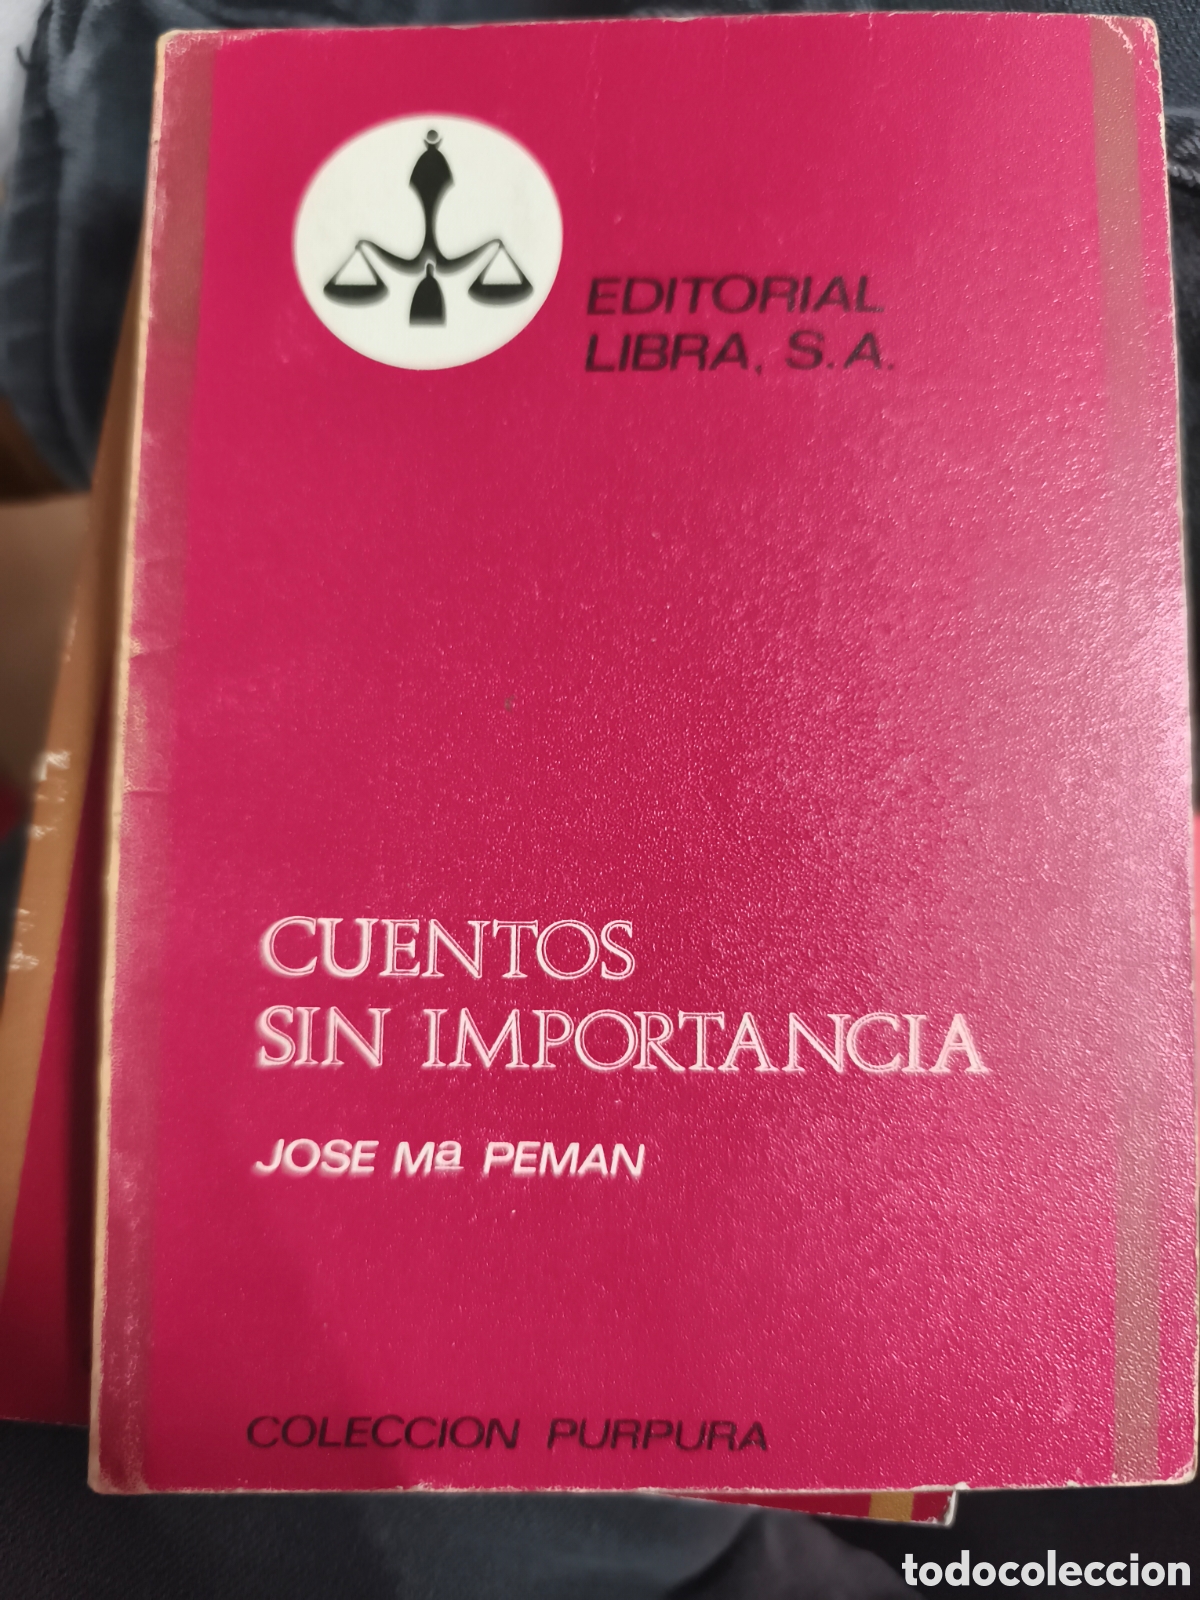 EDITORIAL
LIBRA, S.A.
CUENTOS
SIN IMPORTANCIA
JOSE Mª PEMAN
COLECCION PURPURA
todocoleccion